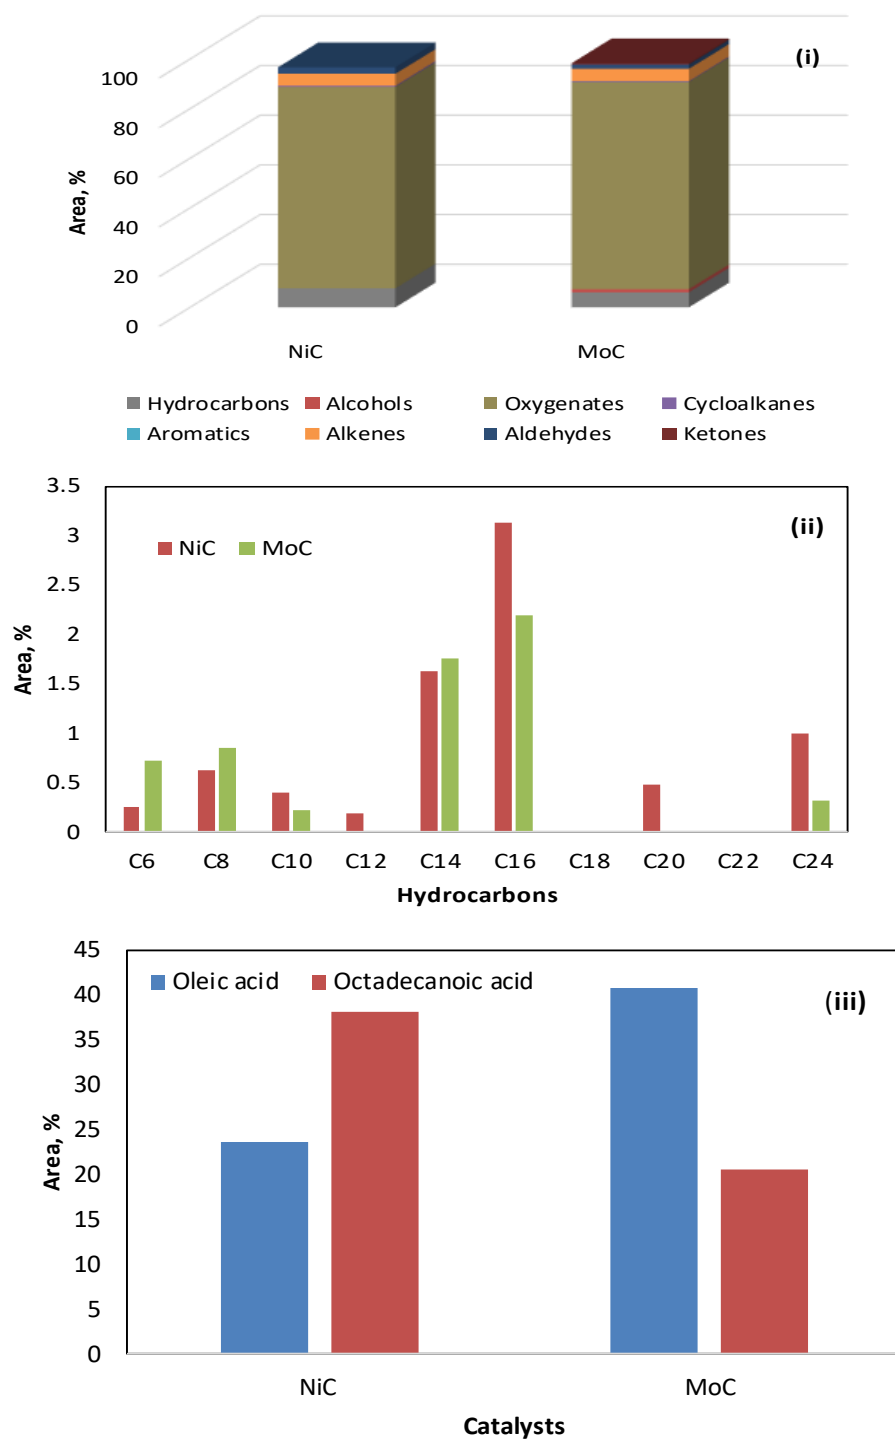 (i)
100
80
60
40
20
0
Area, %
NiC MoC
Hydrocarbons Alcohols Oxygenates Cycloalkanes
Aromatics Alkenes Aldehydes Ketones
3.5
3
2.5
2
1.5
1
0.5
0
Area, %
(ii)
NiC MoC
C6 C8 C10 C12 C14 C16 C18 C20 C22 C24
Hydrocarbons
45
40
35
30
25
20
15
10
5
0
Area, %
Oleic acid Octadecanoic acid
(iii)
NiC MoC
Catalysts